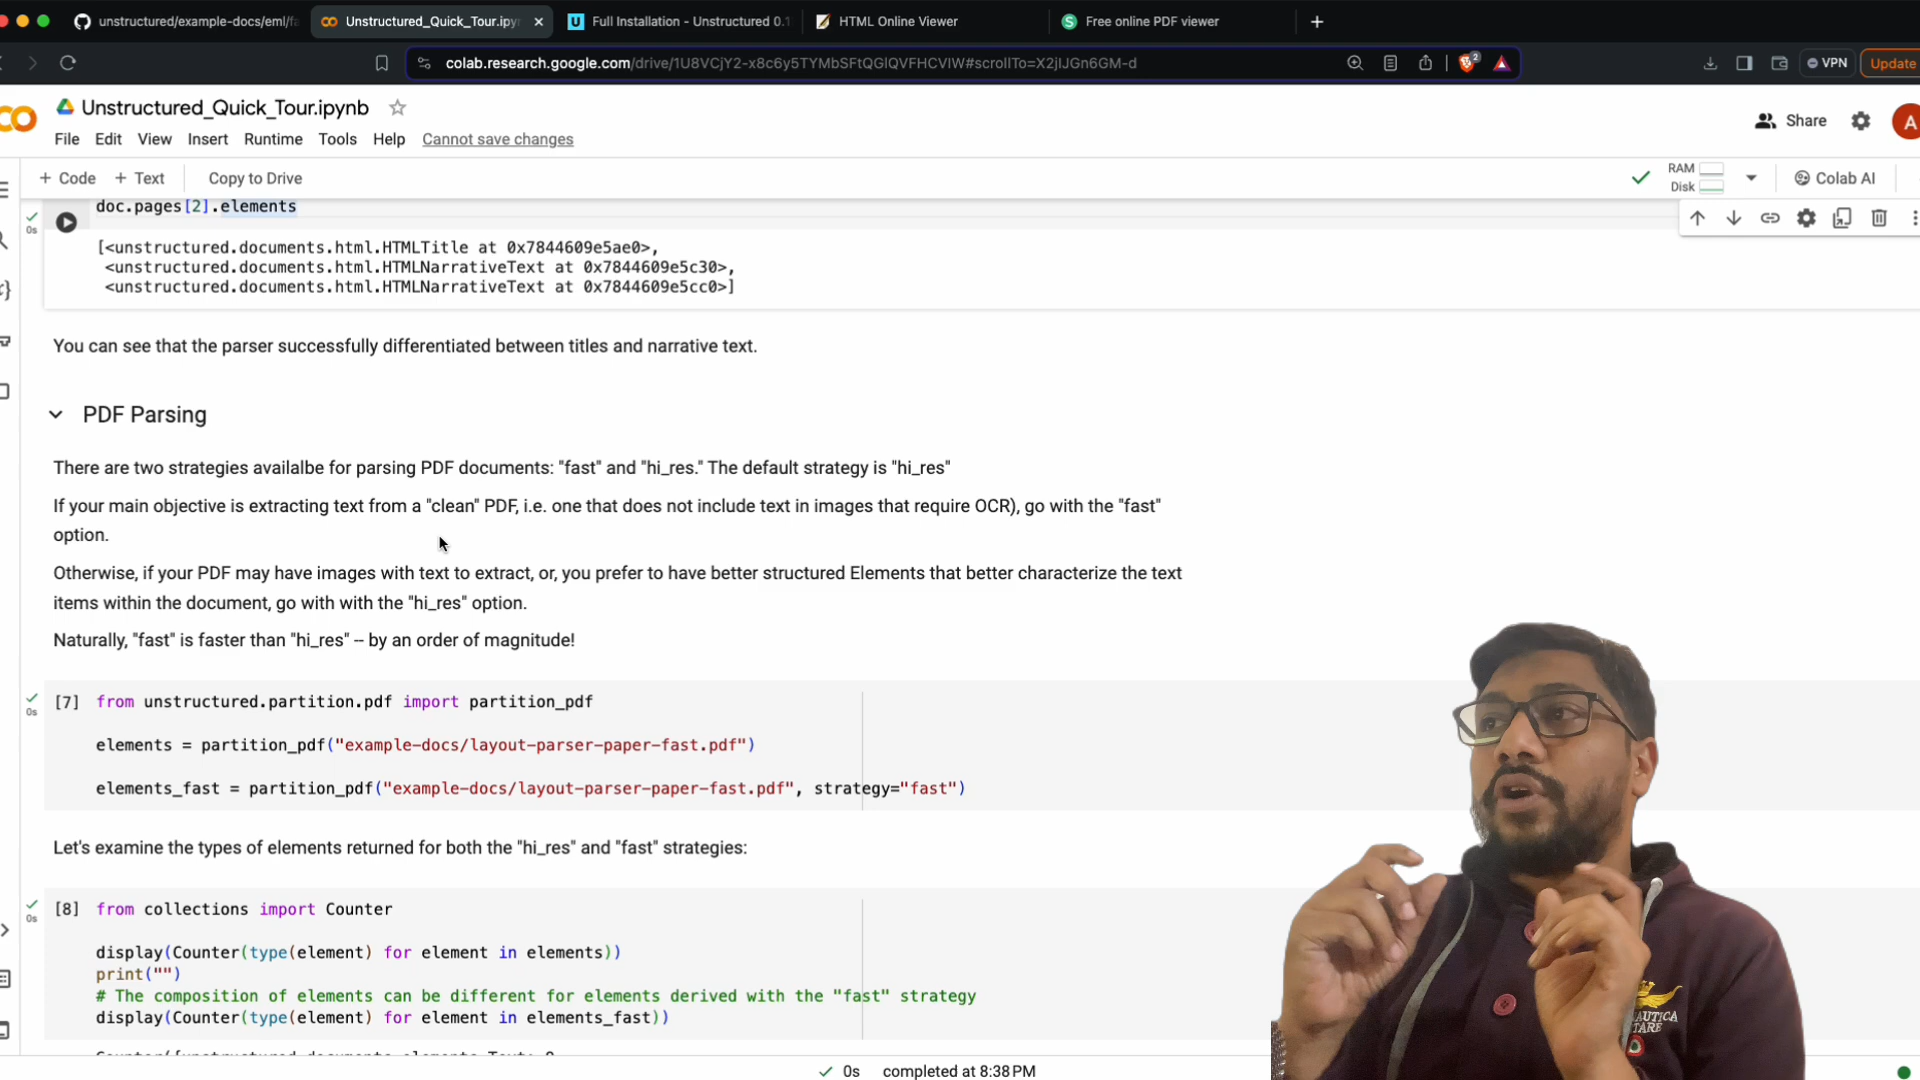 unstructured/example-docs/eml/fa
Unstructured_Quick_Tour.ipyn
Full Installation - Unstructured 0.1
HTML Online Viewer
Free online PDF viewer
colab.research.google.com/drive/1U8VCjY2-x8c6y5TYMbSFtQGlQVFHCVIW#scrollTo=X2jIJGn6GM-d
2
VPN
Update
Unstructured_Quick_Tour.ipynb
File Edit View Insert Runtime Tools Help Cannot save changes
Share
A
+ Code + Text Copy to Drive
RAM
Disk
Colab AI
doc.pages[2].elements
0s
[<unstructured.documents.html.HTMLTitle at 0x7844609e5ae0>,
<unstructured.documents.html.HTMLNarrativeText at 0x7844609e5c30>,
<unstructured.documents.html.HTMLNarrativeText at 0x7844609e5cc0>]
You can see that the parser successfully differentiated between titles and narrative text.
PDF Parsing
There are two strategies availalbe for parsing PDF documents: "fast" and "hi_res." The default strategy is "hi_res"
If your main objective is extracting text from a "clean" PDF, i.e. one that does not include text in images that require OCR), go with the "fast"
option.
Otherwise, if your PDF may have images with text to extract, or, you prefer to have better structured Elements that better characterize the text
items within the document, go with with the "hi_res" option.
Naturally, "fast" is faster than "hi_res" -- by an order of magnitude!
[7] from unstructured.partition.pdf import partition_pdf
0s
elements = partition_pdf("example-docs/layout-parser-paper-fast.pdf")
elements_fast = partition_pdf("example-docs/layout-parser-paper-fast.pdf", strategy="fast")
Let's examine the types of elements returned for both the "hi_res" and "fast" strategies:
[8] from collections import Counter
0s
display(Counter(type(element) for element in elements))
print("")
# The composition of elements can be different for elements derived with the "fast" strategy
display(Counter(type(element) for element in elements_fast))
NAUTICA
TARE
0s completed at 8:38 PM